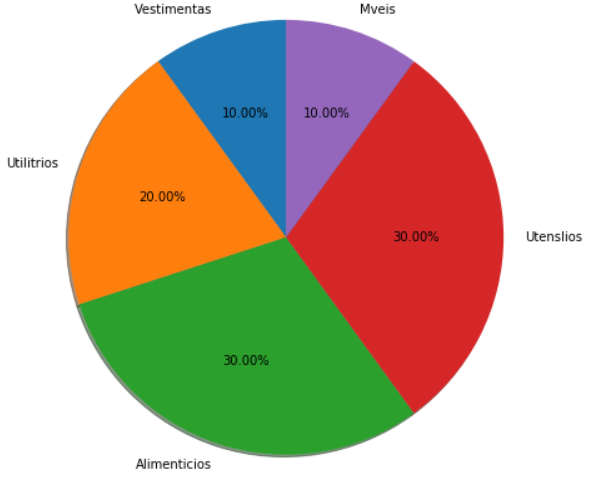 Vestimentas
Mveis
10.00%
10.00%
Utilitrios
20.00%
30.00%
Utenslios
30.00%
Alimenticios